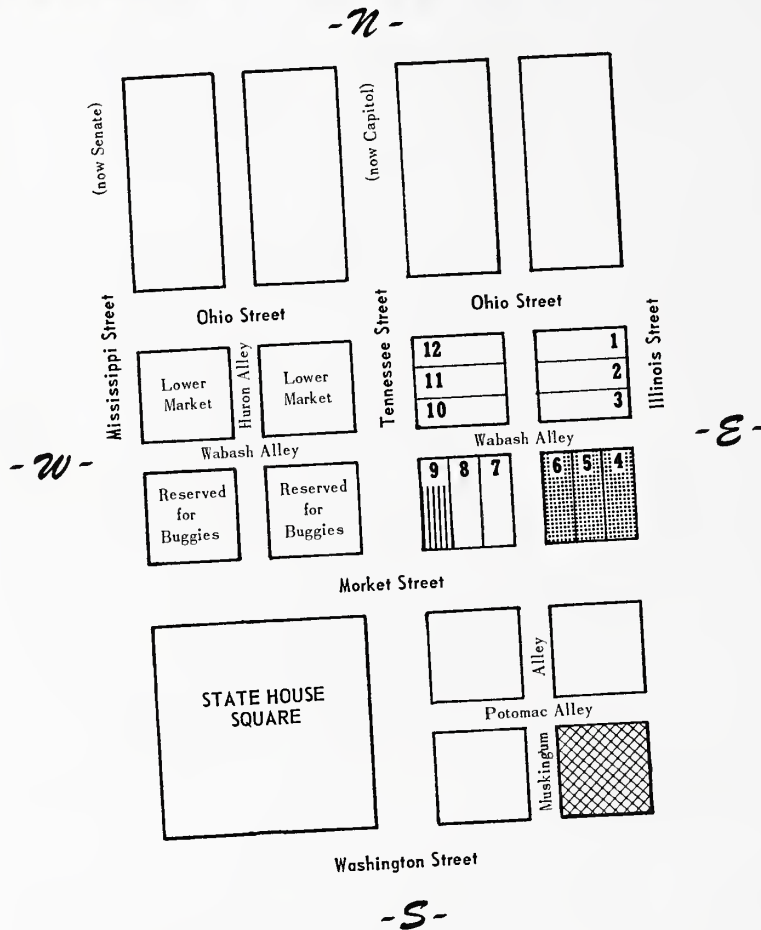 -N-
(now Senate)
(now Capitol)
Mississippi Street
Ohio Street
Tennessee Street
Ohio Street
Illinois Street
Lower
Market
Huron Alley
Lower
Market
12
11
10
1
2
3
Wabash Alley
Wabash Alley
-W-
-E-
Reserved
for
Buggies
Reserved
for
Buggies
9 8 7
6 5 4
Morket Street
STATE HOUSE
SQUARE
Alley
Potomac Alley
Muskingum
Washington Street
-S-